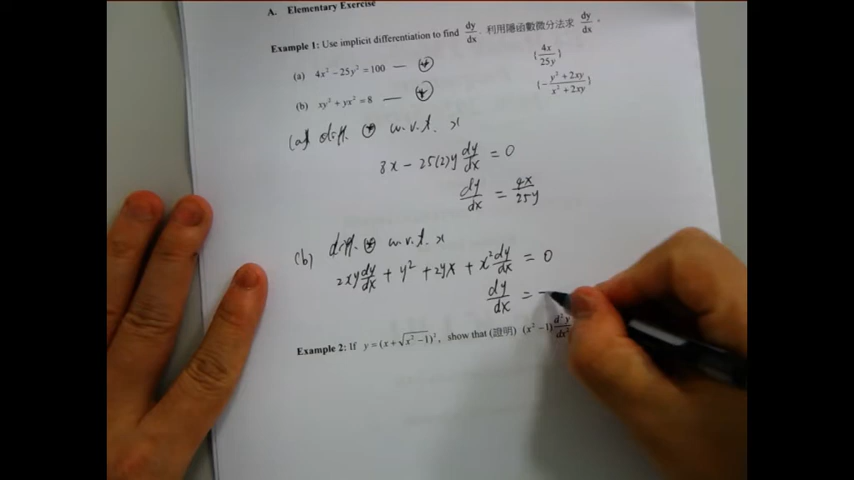 A. Elementary Exercise
Example 1: Use implicit differentiation to find dy/dx. 利用隱函數微分法求 dy/dx。
(a) 4x² − 25y² = 100 — (*) {4x/25y}
(b) xy² + yx² = 8 — (*) {−(y² + 2xy)/(x² + 2xy)}
(a) diff. (*) w.r.t. x
8x − 25(2)y dy/dx = 0
dy/dx = 4x/25y
(b) diff. (*) w.r.t. x
2xy dy/dx + y² + 2yx + x² dy/dx = 0
dy/dx = −
Example 2: If y = (x + √(x² − 1))², show that (證明) (x² − 1) d²y/dx²